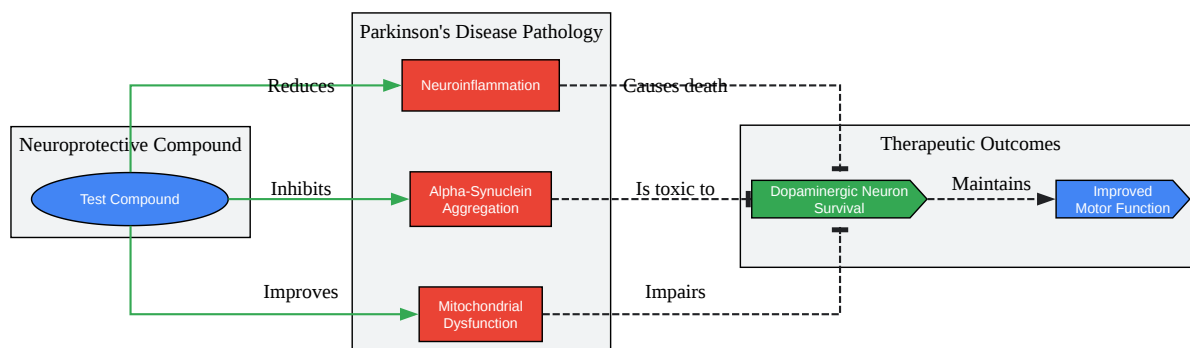 Parkinson's Disease Pathology
Neuroinflammation
Reduces
Causes death
Neuroprotective Compound
Therapeutic Outcomes
Test Compound
Inhibits
Alpha-Synuclein
Aggregation
Is toxic to
Dopaminergic Neuron
Survival
Maintains
Improved
Motor Function
Improves
Mitochondrial
Dysfunction
Impairs